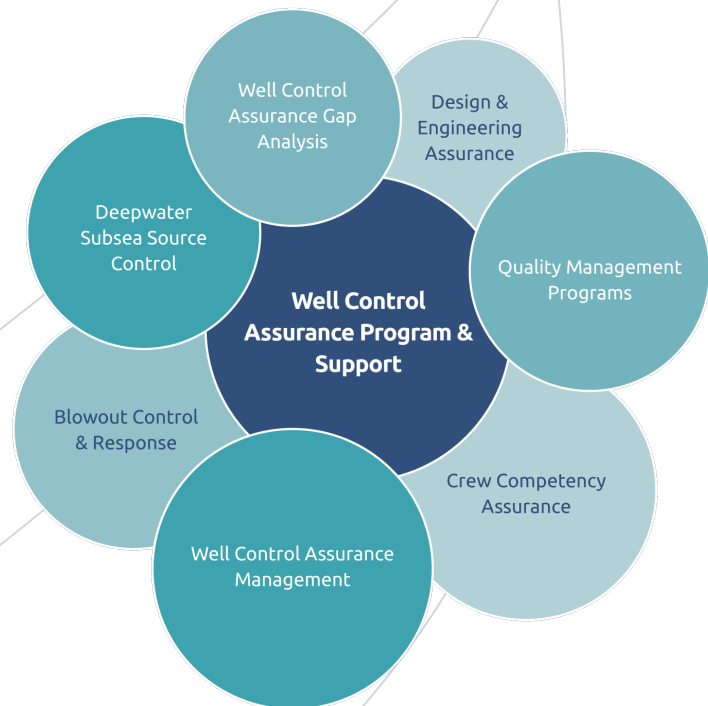 Well Control
Assurance Gap
Analysis
Design &
Engineering
Assurance
Deepwater
Subsea Source
Control
Quality Management
Programs
Well Control
Assurance Program &
Support
Blowout Control
& Response
Crew Competency
Assurance
Well Control Assurance
Management